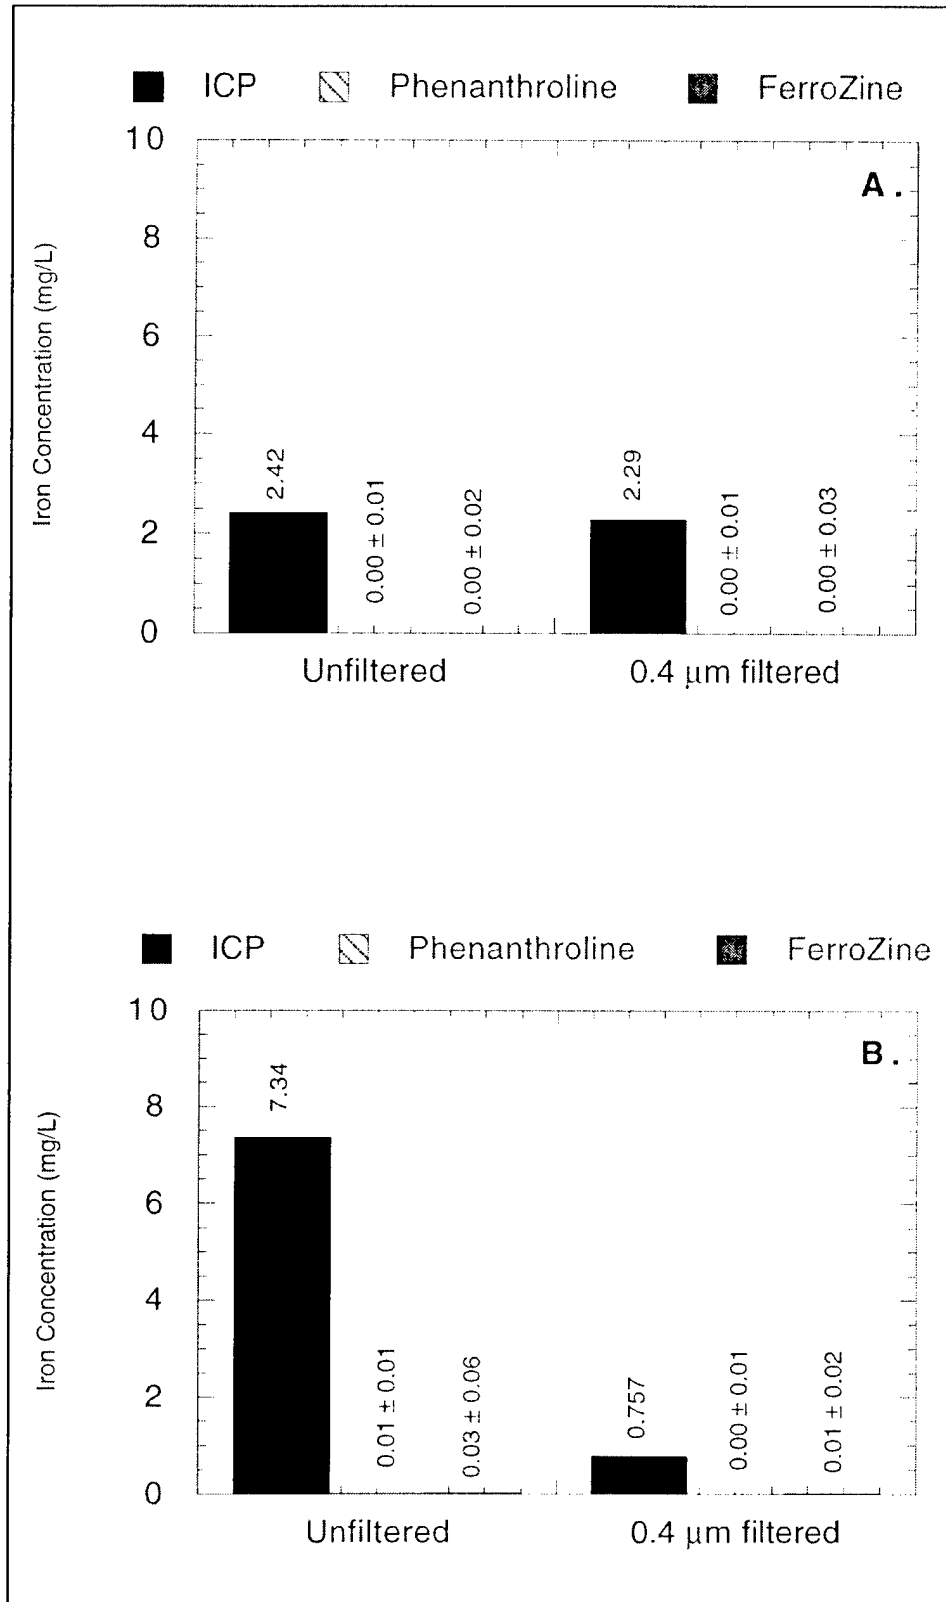 ICP Phenanthroline FerroZine
A.
Iron Concentration (mg/L)
10
8
6
4
2
0
2.42
0.00 ± 0.01
0.00 ± 0.02
2.29
0.00 ± 0.01
0.00 ± 0.03
Unfiltered 0.4 μm filtered
ICP Phenanthroline FerroZine
B.
Iron Concentration (mg/L)
10
8
6
4
2
0
7.34
0.01 ± 0.01
0.03 ± 0.06
0.757
0.00 ± 0.01
0.01 ± 0.02
Unfiltered 0.4 μm filtered